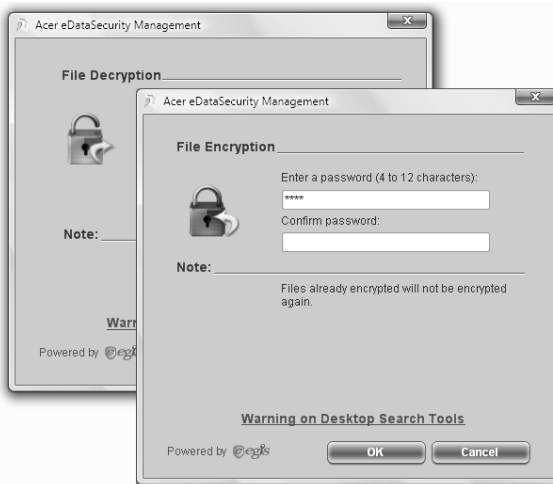 Acer eDataSecurity Management
File Decryption
Note:
Powered by egis
Acer eDataSecurity Management
File Encryption
Enter a password (4 to 12 characters):
****
Confirm password:
Note:
Files already encrypted will not be encrypted
again.
Warning on Desktop Search Tools
Powered by egis
OK
Cancel